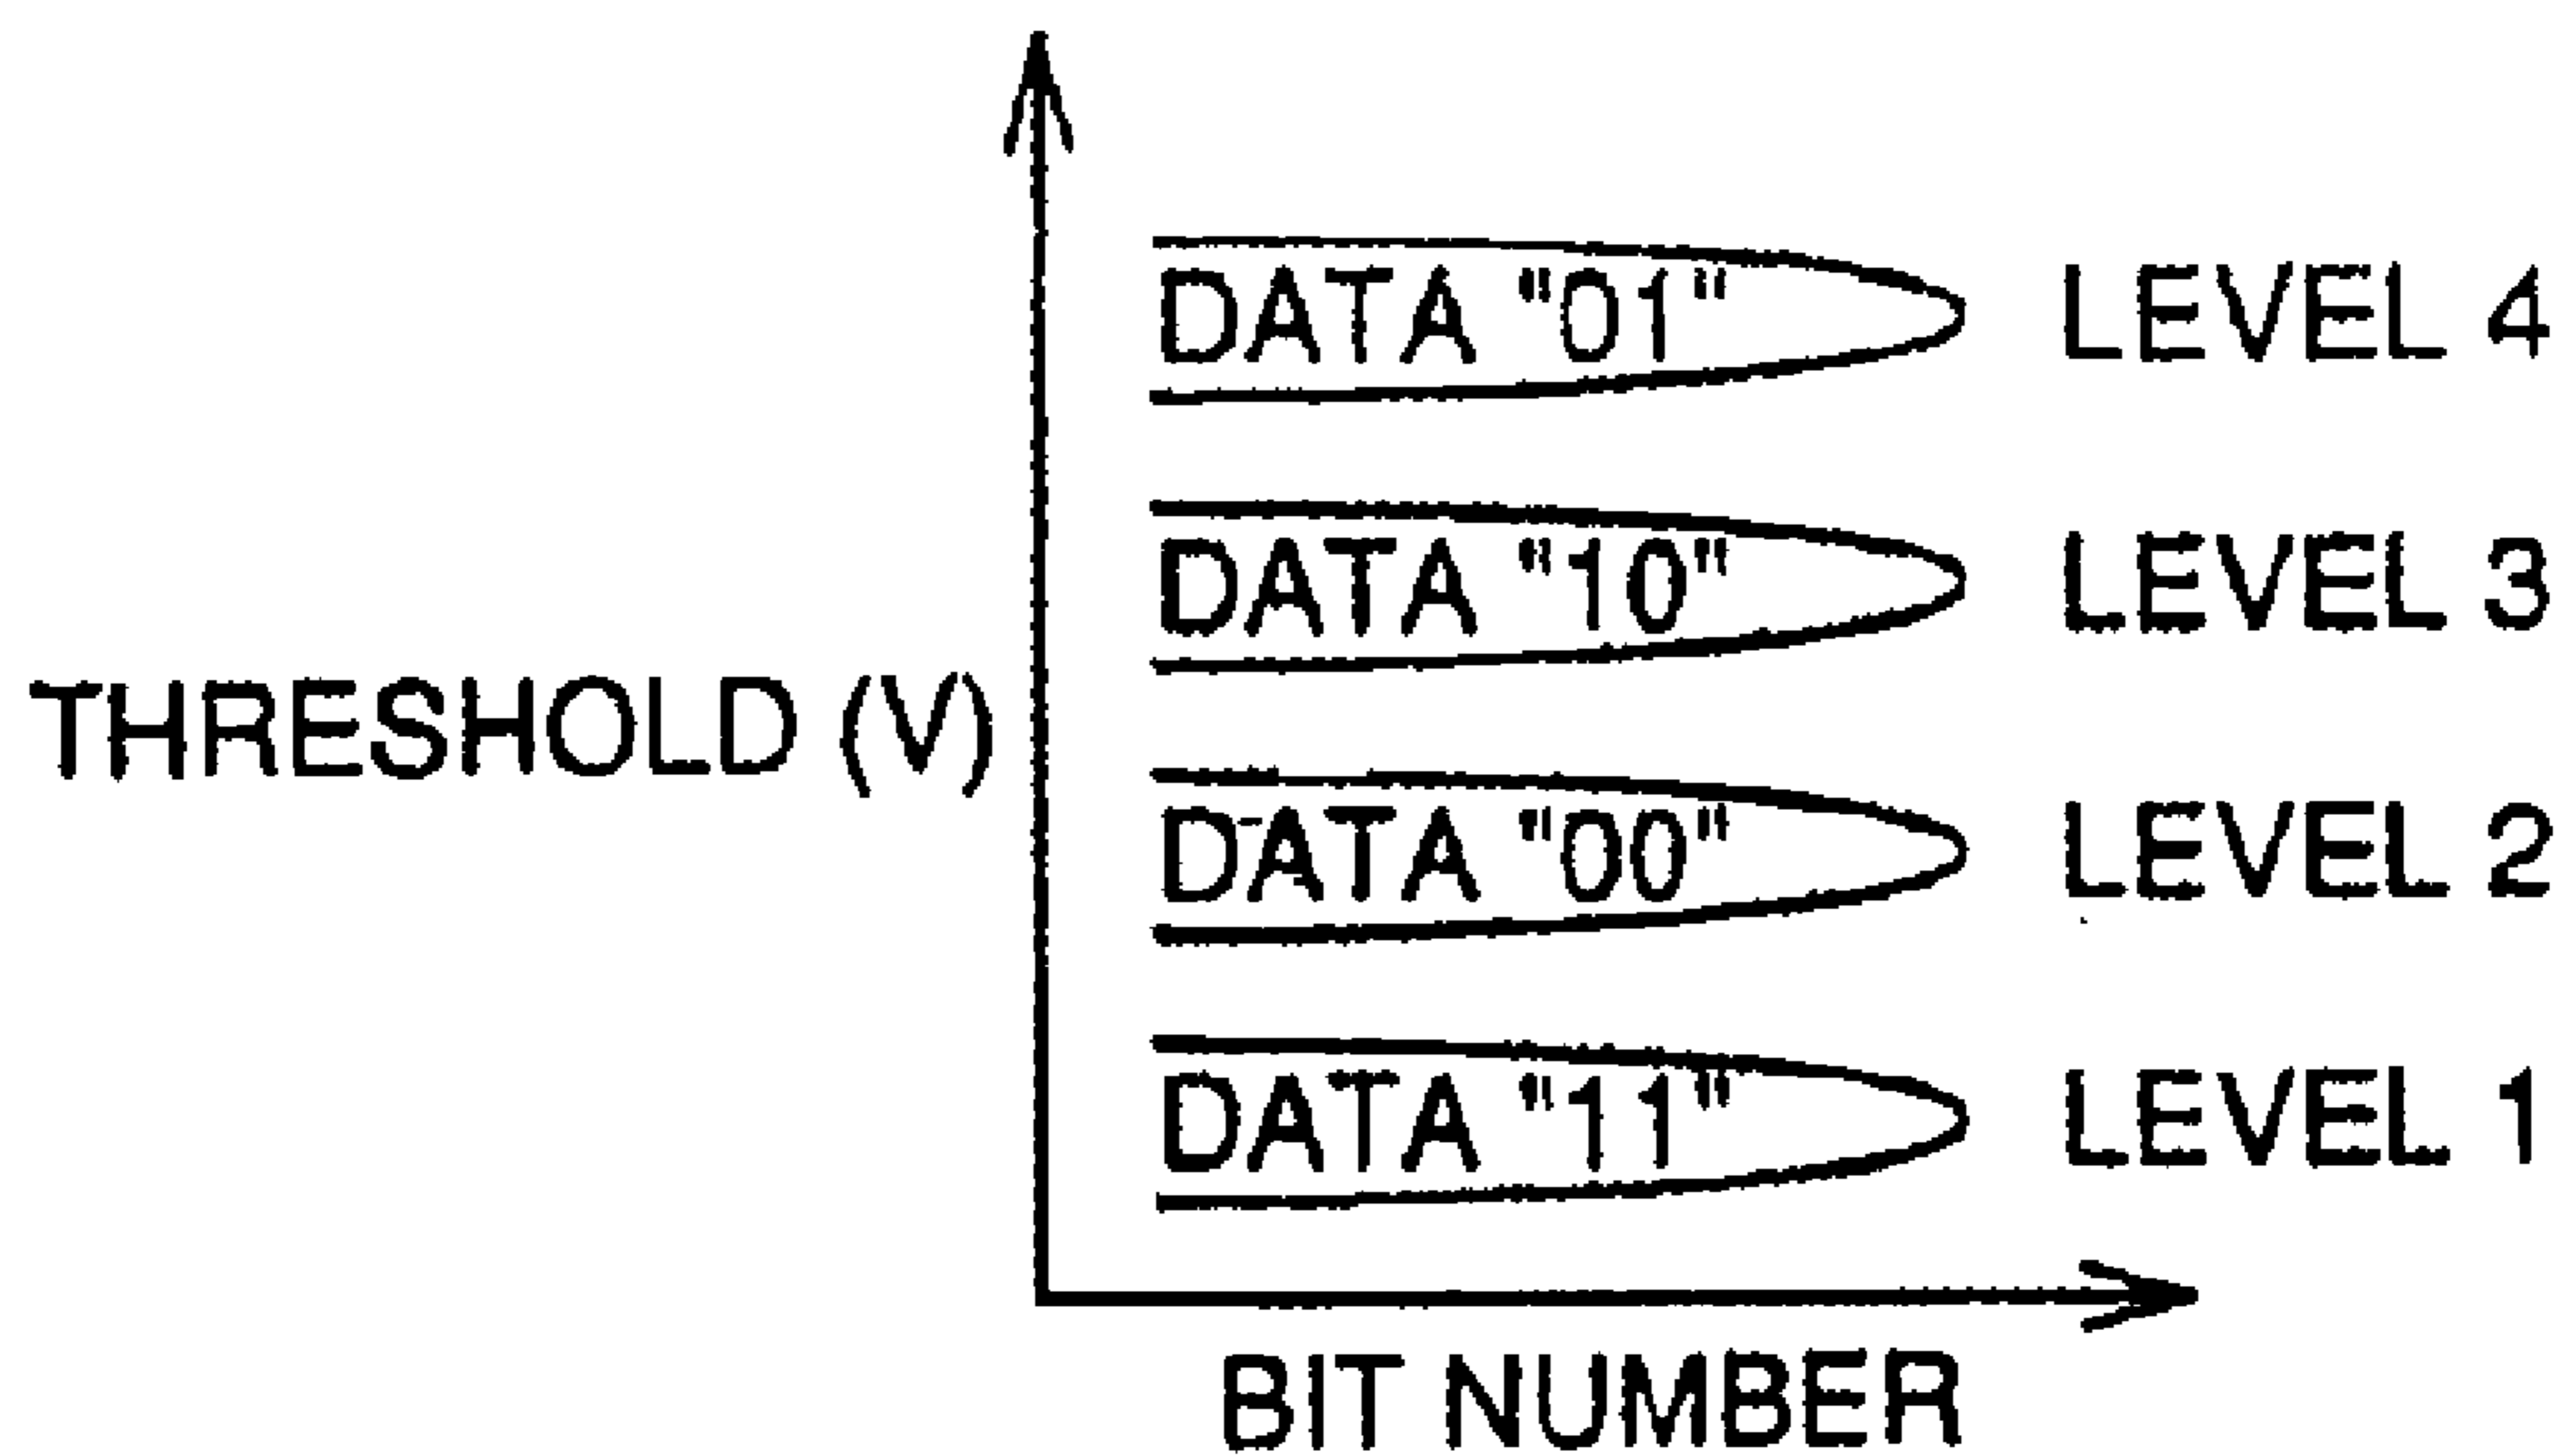 DATA "01" LEVEL 4
DATA "10" LEVEL 3
THRESHOLD (V)
DATA "00" LEVEL 2
DATA "11" LEVEL 1
BIT NUMBER